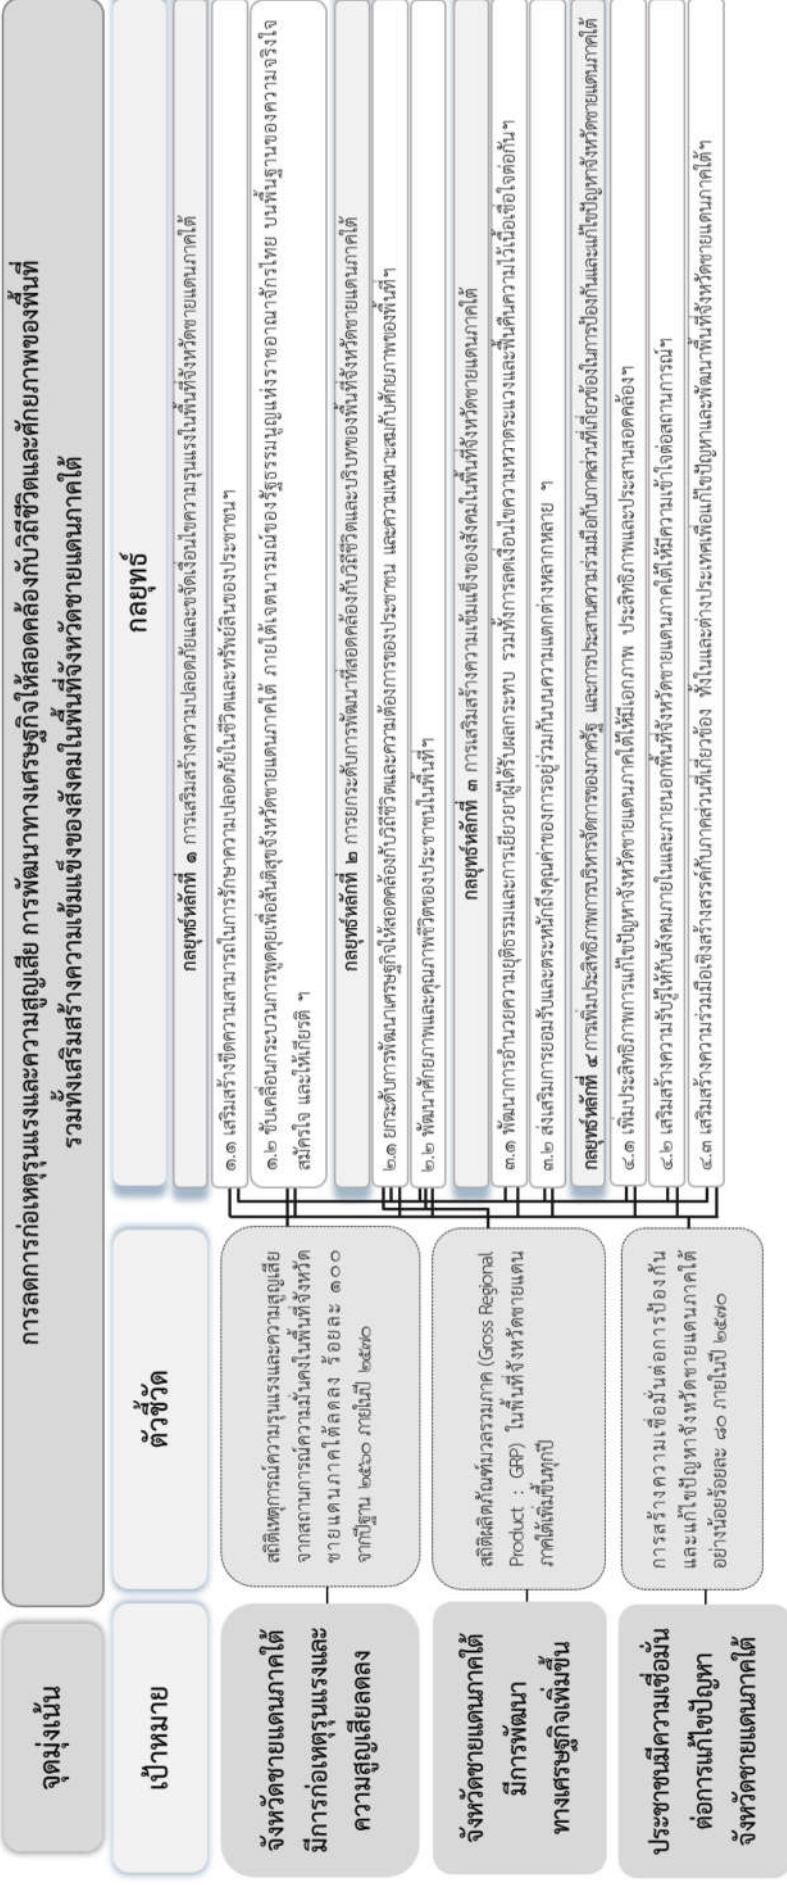 จุดมุ่งเน้น
การลดการก่อเหตุรุนแรงและความสูญเสีย การพัฒนาทางเศรษฐกิจให้สอดคล้องกับวิถีชีวิตและศักยภาพของพื้นที่
รวมทั้งเสริมสร้างความเข้มแข็งของสังคมในพื้นที่จังหวัดชายแดนภาคใต้
เป้าหมาย
ตัวชี้วัด
กลยุทธ์
จังหวัดชายแดนภาคใต้
มีการก่อเหตุรุนแรงและ
ความสูญเสียลดลง
สถิติเหตุการณ์ความรุนแรงและความสูญเสีย
จากสถานการณ์ความมั่นคงในพื้นที่จังหวัด
ชายแดนภาคใต้ลดลง ร้อยละ ๑๐๐
จากปีฐาน ๒๕๖๐ ภายในปี ๒๕๗๐
จังหวัดชายแดนภาคใต้
มีการพัฒนา
ทางเศรษฐกิจเพิ่มขึ้น
สถิติผลิตภัณฑ์มวลรวมภาค (Gross Regional
Product : GRP) ในพื้นที่จังหวัดชายแดน
ภาคใต้เพิ่มขึ้นทุกปี
ประชาชนมีความเชื่อมั่น
ต่อการแก้ไขปัญหา
จังหวัดชายแดนภาคใต้
การสร้างความเชื่อมั่นต่อการป้องกัน
และแก้ไขปัญหาจังหวัดชายแดนภาคใต้
อย่างน้อยร้อยละ ๘๐ ภายในปี ๒๕๗๐
กลยุทธ์หลักที่ ๑ การเสริมสร้างความปลอดภัยและขจัดเงื่อนไขความรุนแรงในพื้นที่จังหวัดชายแดนภาคใต้
๑.๑ เสริมสร้างขีดความสามารถในการรักษาความปลอดภัยในชีวิตและทรัพย์สินของประชาชนฯ
๑.๒ ขับเคลื่อนกระบวนการพูดคุยเพื่อสันติสุขจังหวัดชายแดนภาคใต้ ภายใต้เจตนารมณ์ของรัฐธรรมนูญแห่งราชอาณาจักรไทย บนพื้นฐานของความจริงใจ
สมัครใจ และให้เกียรติ ฯ
กลยุทธ์หลักที่ ๒ การยกระดับการพัฒนาที่สอดคล้องกับวิถีชีวิตและบริบทของพื้นที่จังหวัดชายแดนภาคใต้
๒.๑ ยกระดับการพัฒนาเศรษฐกิจให้สอดคล้องกับวิถีชีวิตและความต้องการของประชาชน และความเหมาะสมกับศักยภาพของพื้นที่ฯ
๒.๒ พัฒนาศักยภาพและคุณภาพชีวิตของประชาชนในพื้นที่ฯ
กลยุทธ์หลักที่ ๓ การเสริมสร้างความเข้มแข็งของสังคมในพื้นที่จังหวัดชายแดนภาคใต้
๓.๑ พัฒนาการอำนวยความยุติธรรมและการเยียวยาผู้ได้รับผลกระทบ รวมทั้งการลดเงื่อนไขความหวาดระแวงและฟื้นคืนความไว้เนื้อเชื่อใจต่อกันฯ
๓.๒ ส่งเสริมการยอมรับและตระหนักถึงคุณค่าของการอยู่ร่วมกันบนความแตกต่างหลากหลาย ฯ
กลยุทธ์หลักที่ ๔ การเพิ่มประสิทธิภาพการบริหารจัดการของภาครัฐ และการประสานความร่วมมือกับภาคส่วนที่เกี่ยวข้องในการป้องกันและแก้ไขปัญหาจังหวัดชายแดนภาคใต้
๔.๑ เพิ่มประสิทธิภาพการแก้ไขปัญหาจังหวัดชายแดนภาคใต้ให้มีเอกภาพ ประสิทธิภาพและประสานสอดคล้องฯ
๔.๒ เสริมสร้างความรับรู้ให้กับสังคมภายในและภายนอกพื้นที่จังหวัดชายแดนภาคใต้ให้มีความเข้าใจต่อสถานการณ์ฯ
๔.๓ เสริมสร้างความร่วมมือเชิงสร้างสรรค์กับภาคส่วนที่เกี่ยวข้อง ทั้งในและต่างประเทศเพื่อแก้ไขปัญหาและพัฒนาพื้นที่จังหวัดชายแดนภาคใต้ฯ